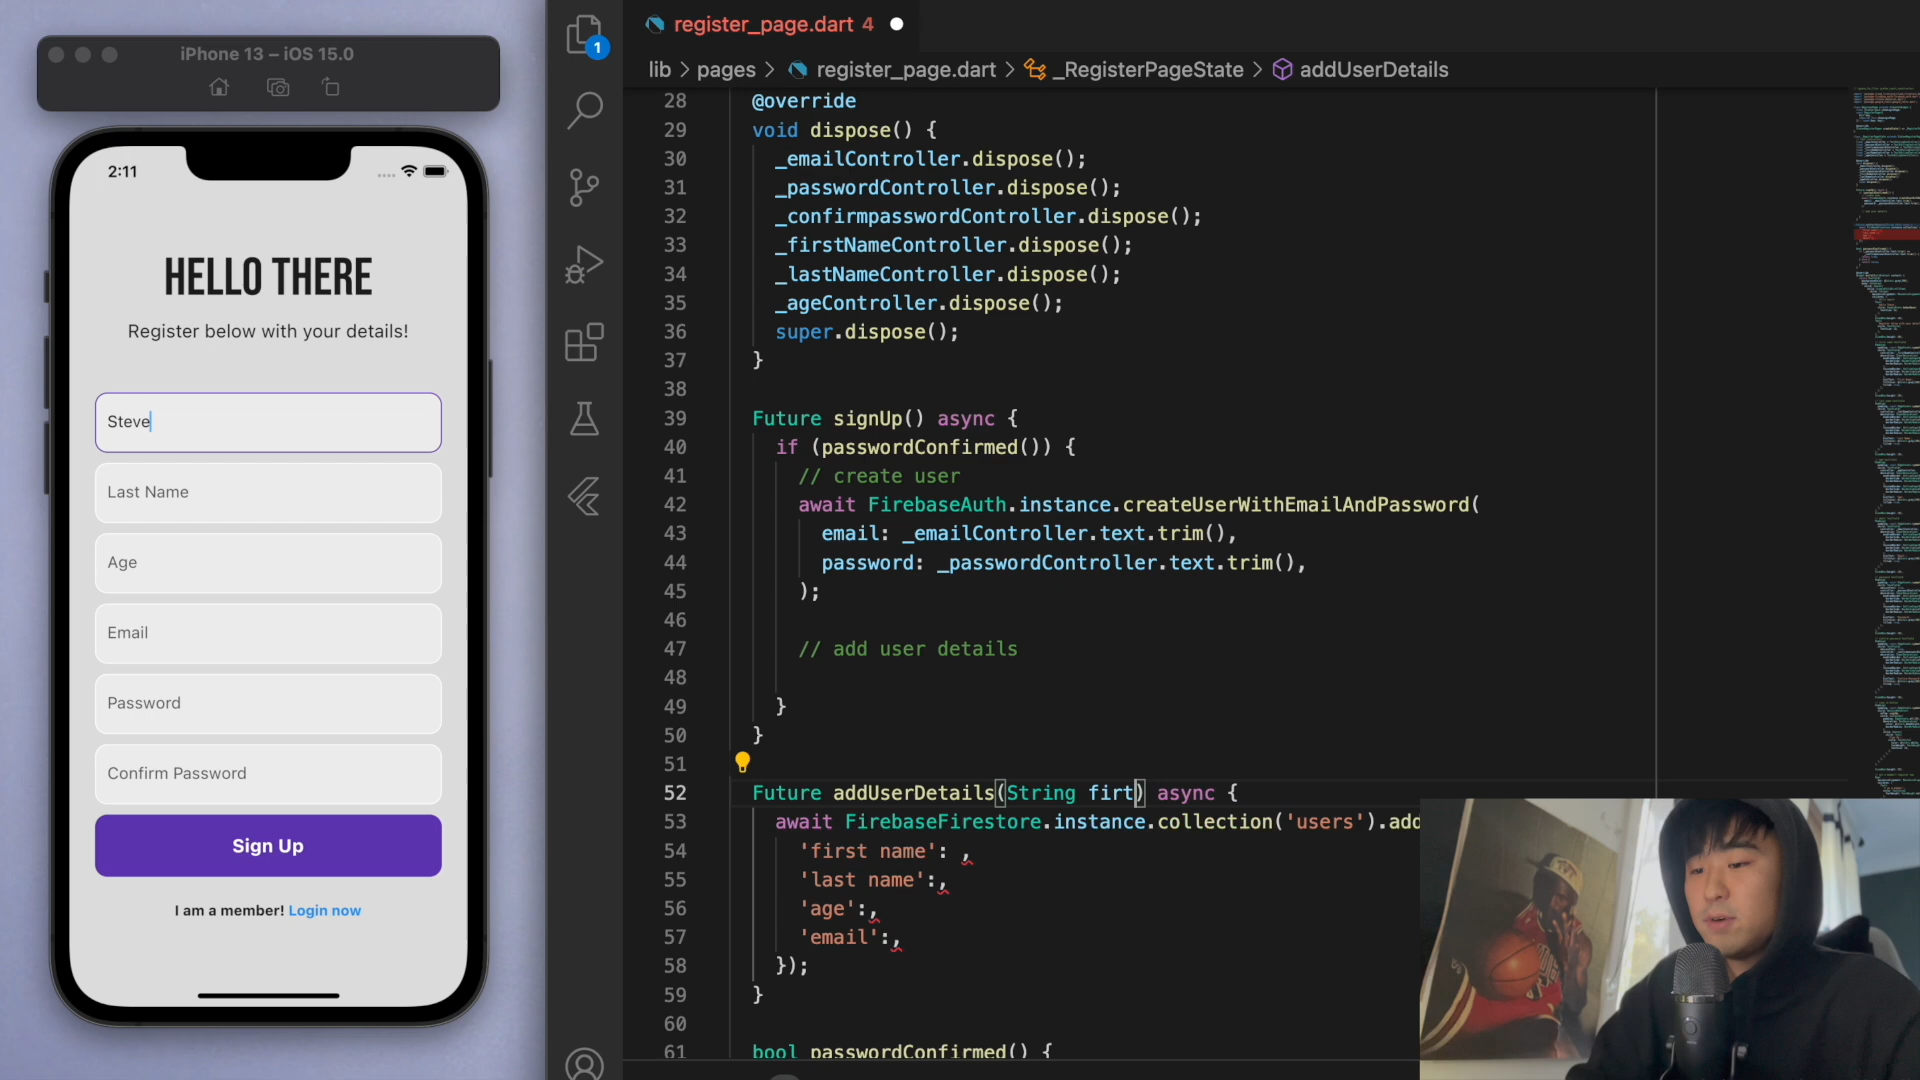 iPhone 13 – iOS 15.0
2:11
HELLO THERE
Register below with your details!
Steve
Last Name
Age
Email
Password
Confirm Password
Sign Up
I am a member! Login now
1
register_page.dart 4
lib > pages > register_page.dart > _RegisterPageState > addUserDetails
28 @override
29 void dispose() {
30 _emailController.dispose();
31 _passwordController.dispose();
32 _confirmpasswordController.dispose();
33 _firstNameController.dispose();
34 _lastNameController.dispose();
35 _ageController.dispose();
36 super.dispose();
37 }
38
39 Future signUp() async {
40 if (passwordConfirmed()) {
41 // create user
42 await FirebaseAuth.instance.createUserWithEmailAndPassword(
43 email: _emailController.text.trim(),
44 password: _passwordController.text.trim(),
45 );
46
47 // add user details
48
49 }
50 }
51
52 Future addUserDetails(String firt) async {
53 await FirebaseFirestore.instance.collection('users').add
54 'first name': ,
55 'last name':,
56 'age':,
57 'email':,
58 });
59 }
60
61 bool passwordConfirmed() {